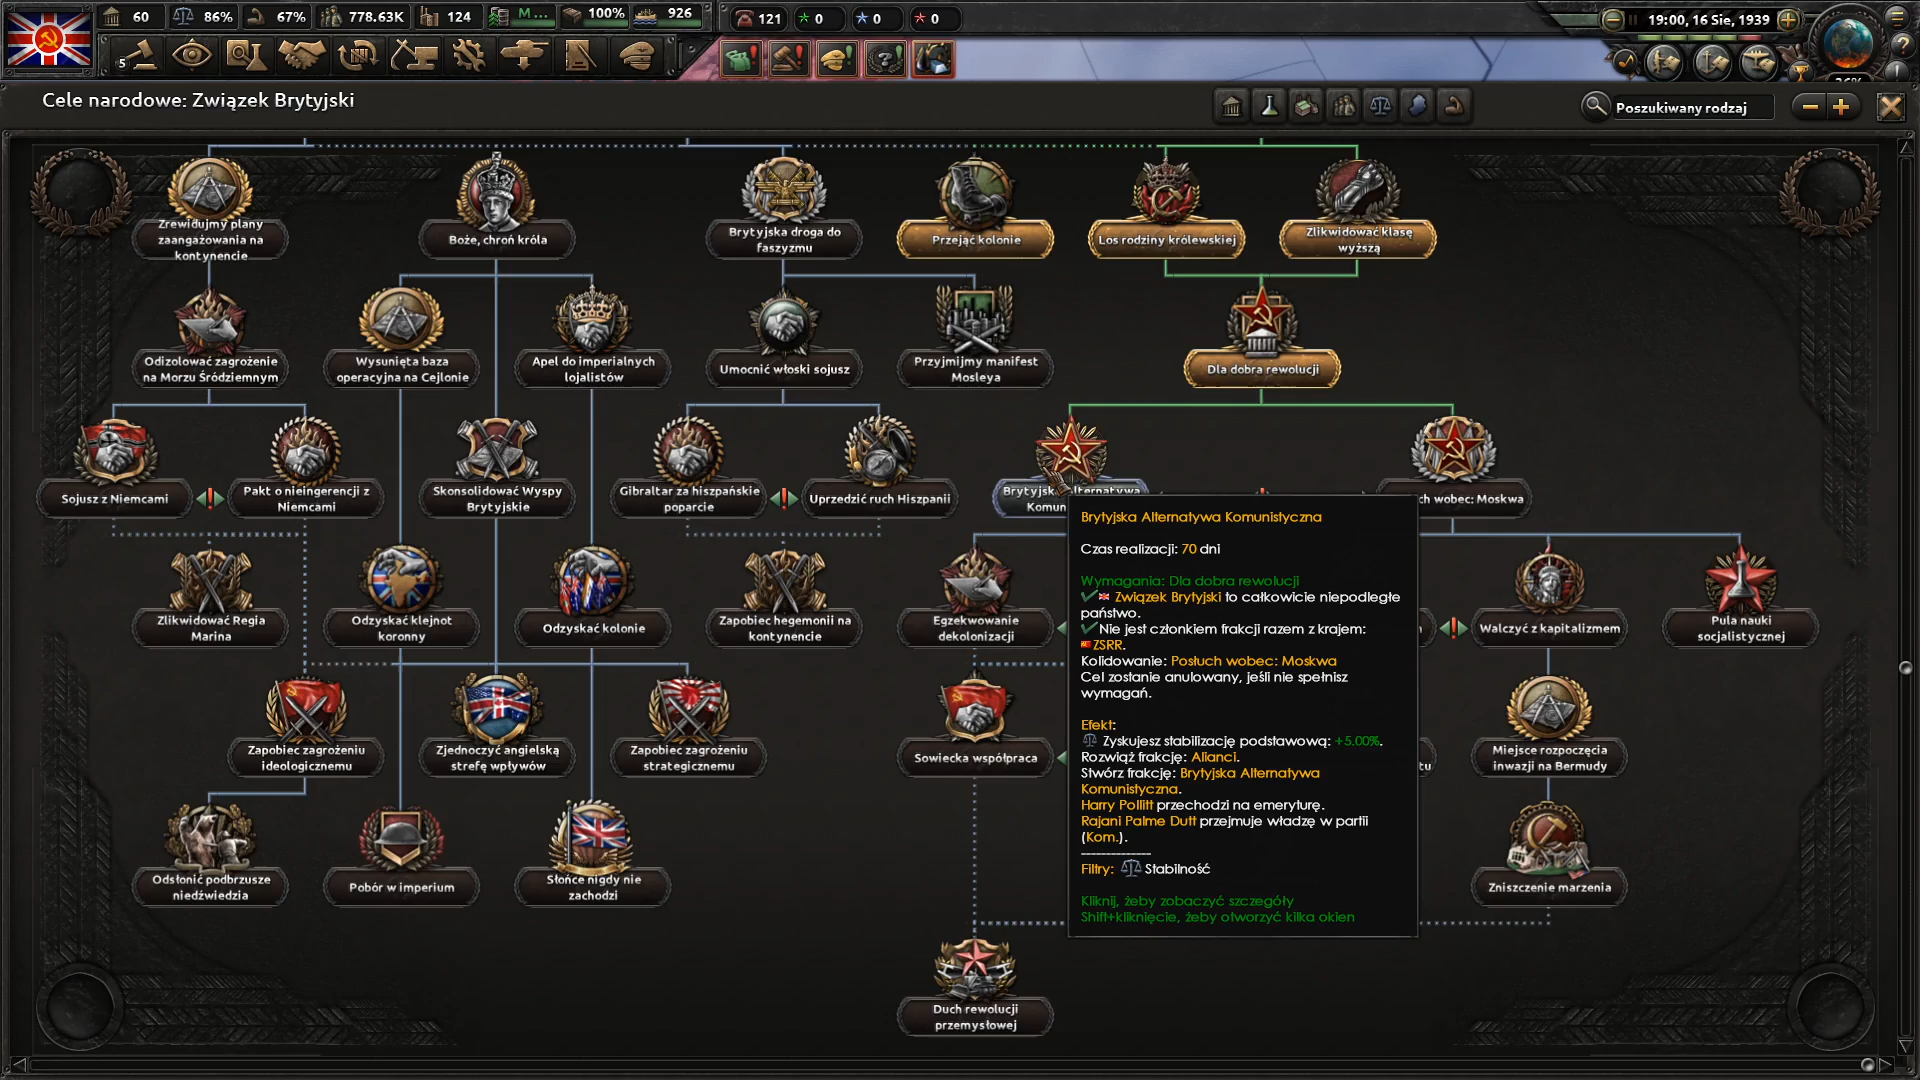 60
86%
67%
778.63K
124
M...
100%
926
121
0
0
0
19:00, 16 Sie, 1939
5
Cele narodowe: Związek Brytyjski
Poszukiwany rodzaj
Zrewidujmy plany
zaangażowania na
kontynencie
Boże, chroń króla
Brytyjska droga do
faszyzmu
Przejąć kolonie
Los rodziny królewskiej
Zlikwidować klasę
wyższą
Odizolować zagrożenie
na Morzu Śródziemnym
Wysunięta baza
operacyjna na Cejlonie
Apel do imperialnych
lojalistów
Umocnić włoski sojusz
Przyjmijmy manifest
Mosleya
Dla dobra rewolucji
Sojusz z Niemcami
Pakt o nieingerencji z
Niemcami
Skonsolidować Wyspy
Brytyjskie
Gibraltar za hiszpańskie
poparcie
Uprzedzić ruch Hiszpanii
ch wobec: Moskwa
Brytyjska Alternatywa Komunistyczna
Czas realizacji: 70 dni
Wymagania: Dla dobra rewolucji
Związek Brytyjski to całkowicie niepodległe
państwo.
Nie jest członkiem frakcji razem z krajem:
ZSRR.
Kolidowanie: Posłuch wobec: Moskwa
Cel zostanie anulowany, jeśli nie spełnisz
wymagań.
Efekt:
Zyskujesz stabilizację podstawową: +5.00%.
Rozwiąż frakcję: Alianci.
Stwórz frakcję: Brytyjska Alternatywa
Komunistyczna.
Harry Pollitt przechodzi na emeryturę.
Rajani Palme Dutt przejmuje władzę w partii
(Kom.).
--------------
Filtry: Stabilność
Kliknij, żeby zobaczyć szczegóły
Shift+kliknięcie, żeby otworzyć kilka okien
Zlikwidować Regia
Marina
Odzyskać klejnot
koronny
Odzyskać kolonie
Zapobiec hegemonii na
kontynencie
Egzekwowanie
dekolonizacji
Walczyć z kapitalizmem
Pula nauki
socjalistycznej
Zapobiec zagrożeniu
ideologicznemu
Zjednoczyć angielską
strefę wpływów
Zapobiec zagrożeniu
strategicznemu
Sowiecka współpraca
Miejsce rozpoczęcia
inwazji na Bermudy
Odsłonić podbrzusze
niedźwiedzia
Pobór w imperium
Słońce nigdy nie
zachodzi
Zniszczenie marzenia
Duch rewolucji
przemysłowej